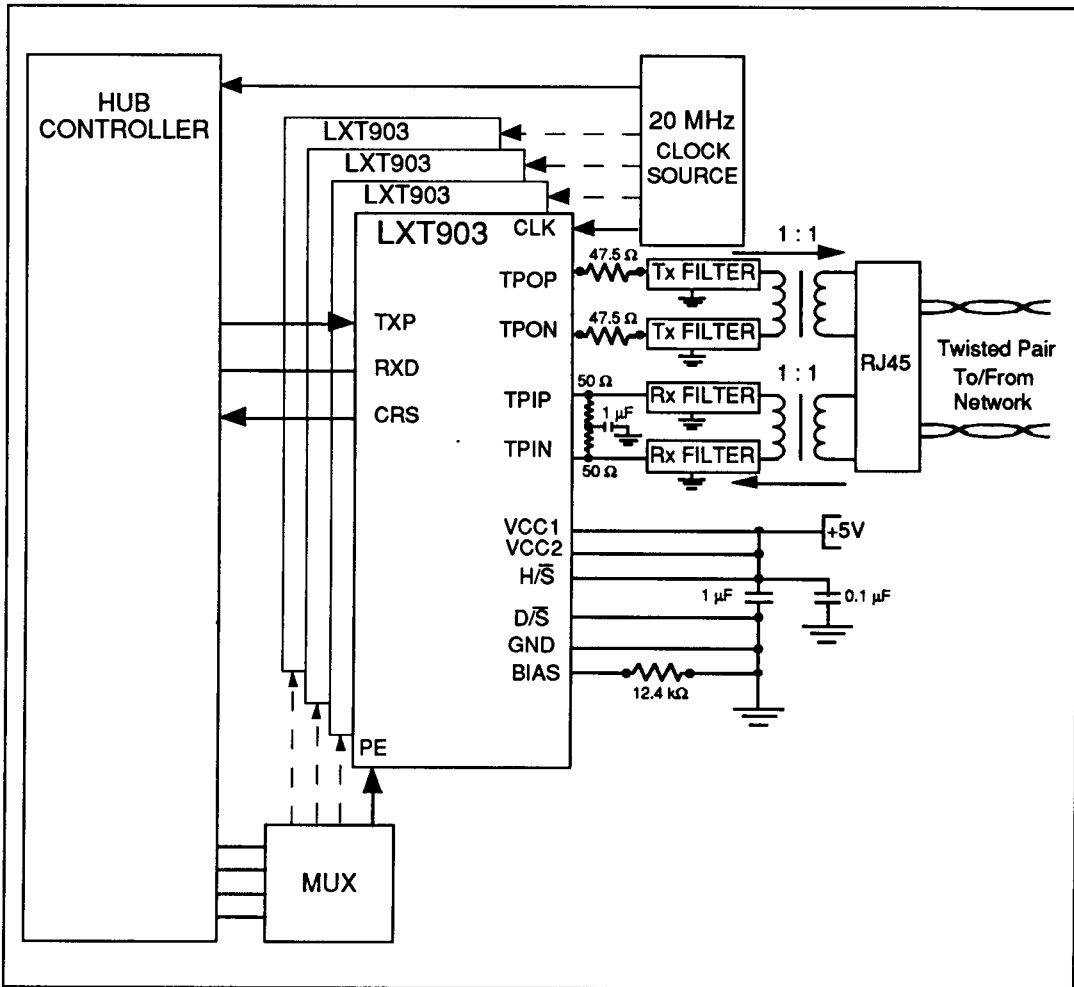 HUB
CONTROLLER
LXT903
LXT903
LXT903
LXT903
20 MHz
CLOCK
SOURCE
CLK
1 : 1
TPOP
47.5 Ω
Tx FILTER
TXP
TPON
47.5 Ω
Tx FILTER
RXD
RJ45
Twisted Pair
To/From
Network
1 : 1
CRS
TPIP
50 Ω
1 µF
Rx FILTER
TPIN
50 Ω
Rx FILTER
VCC1
+5V
VCC2
H/S̅
1 µF
0.1 µF
D/S̅
GND
BIAS
12.4 kΩ
PE
MUX